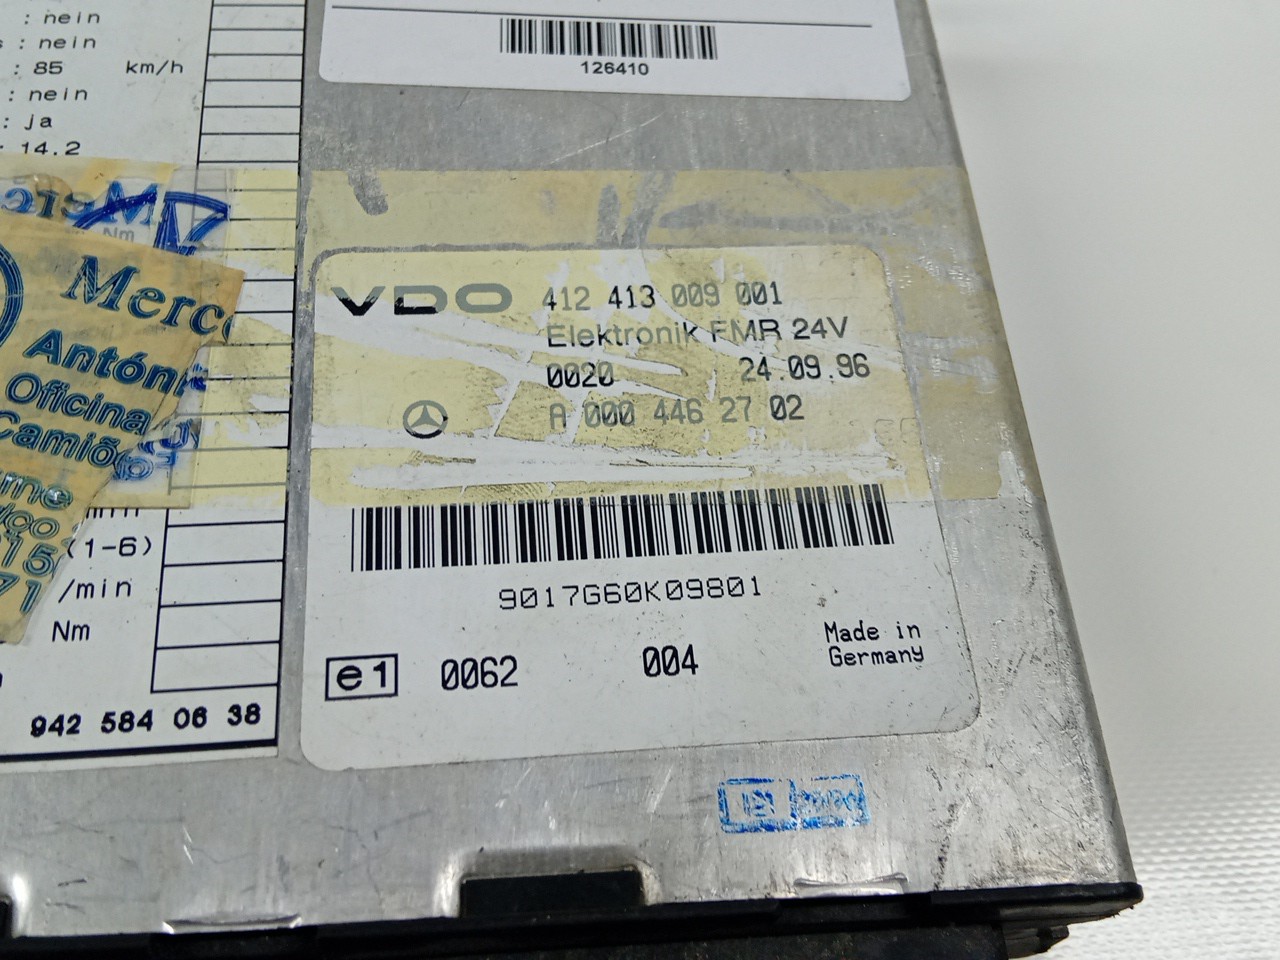 : nein
: nein
: 85 km/h
: nein
: ja
: 14.2
Nm
Merc
Antón
Oficina
Camiõ
(1-6)
/min
Nm
942 584 06 38
126410
VDO 412 413 009 001
Elektronik FMR 24V
0020 24.09.96
A 000 446 27 02
9017G60K09801
e1 0062 004
Made in
Germany